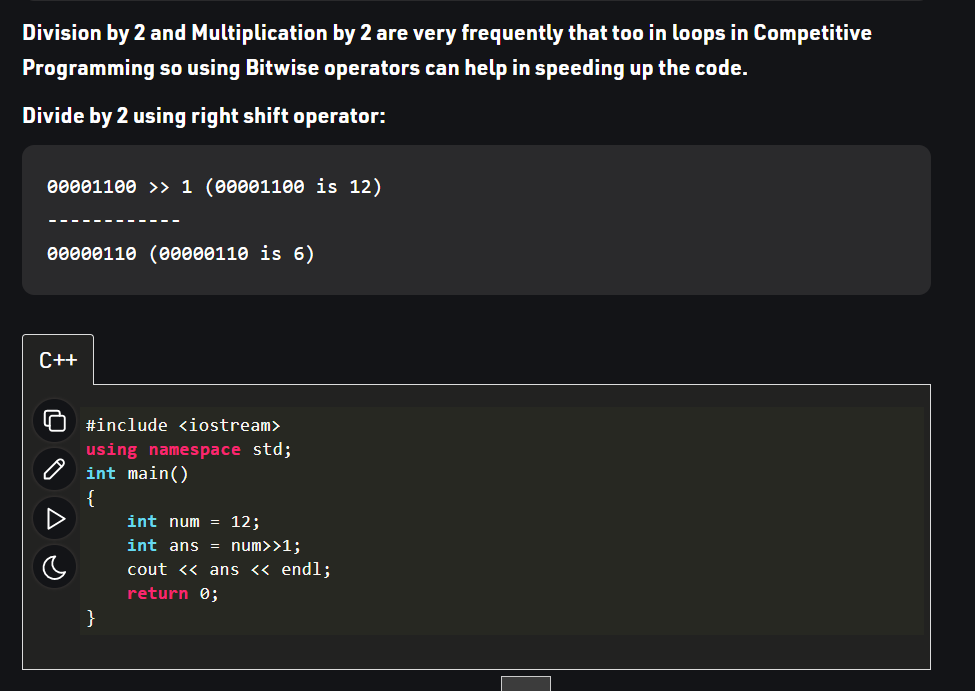 Division by 2 and Multiplication by 2 are very frequently that too in loops in Competitive
Programming so using Bitwise operators can help in speeding up the code.
Divide by 2 using right shift operator:
00001100 >> 1 (00001100 is 12)
------------
00000110 (00000110 is 6)
C++
#include <iostream>
using namespace std;
int main()
{
    int num = 12;
    int ans = num>>1;
    cout << ans << endl;
    return 0;
}